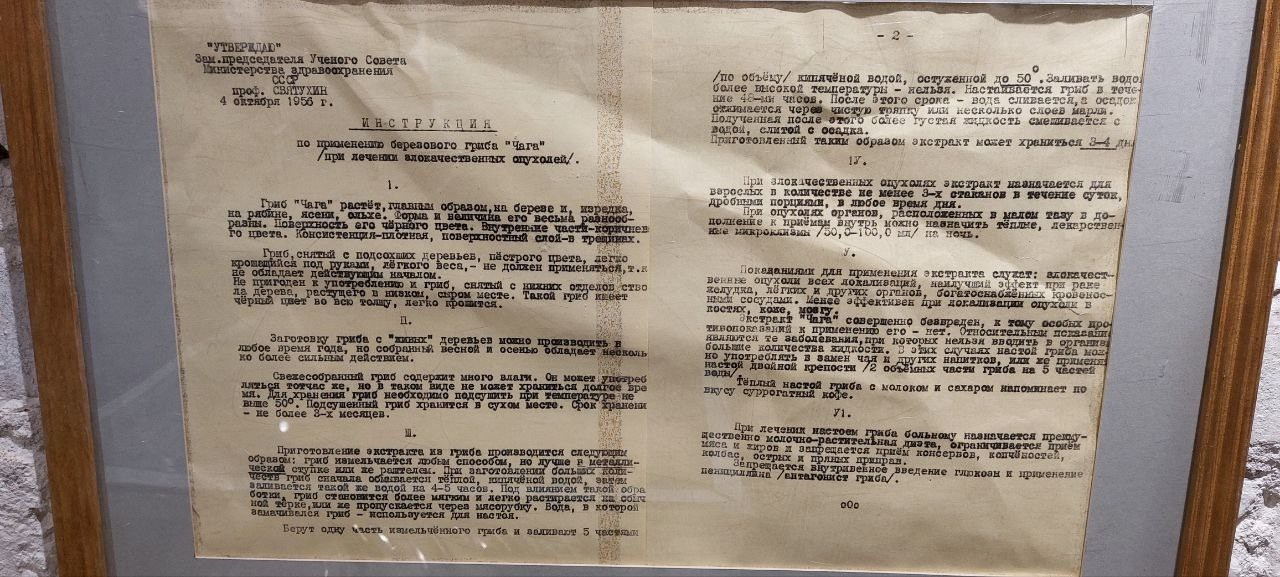 "УТВЕРЖДАЮ"
Зам.председателя Ученого Совета
Министерства здравоохранения
СССР
проф. СВЯТУХИН
4 октября 1956 г.
ИНСТРУКЦИЯ
по применению березового гриба "Чага"
/при лечении злокачественных опухолей/.
1.
Гриб "Чага" растёт, главным образом, на березе и, изредка,
на рябине, ясени, ольхе. Форма и величина его весьма разнооб-
разны. Поверхность его чёрного цвета. Внутренние части-коричнев
го цвета. Консистенция-плотная, поверхностный слой-в трещинах.
Гриб, снятый с подсохших деревьев, пёстрого цвета, легко
крошащийся под руками, лёгкого веса,- не должен применяться, т.к
не обладает действующим началом.
Не пригоден к употреблению и гриб, снятый с нижних отделов ство
ла дерева, растущего в низком, сыром месте. Такой гриб имеет
чёрный цвет во всю толщу, легко крошится.
П.
Заготовку гриба с "живых" деревьев можно производить в
любое время года, но собранный весной и осенью обладает несколь
ко более сильным действием.
Свежесобранный гриб содержит много влаги. Он может употреб
ляться тотчас же, но в таком виде не может храниться долгое вре
мя. Для хранения гриб необходимо подсушить при температуре не
выше 50°. Подсушенный гриб хранится в сухом месте. Срок хранени
- не более 3-х месяцев.
Ш.
Приготовление экстракта из гриба производится следующим
образом: гриб измельчается любым способом, но лучше в металли-
ческой ступке или же рашпилем. При заготовлении больших коли-
честв гриб сначала обмывается тёплой, кипячёной водой, затем
заливается такой же водой на 4-5 часов. Под влиянием такой обра
ботки, гриб становится более мягким и легко растирается на обыч
ной тёрке, или же пропускается через мясорубку. Вода, в которой
замачивался гриб - используется для настоя.
Берут одну часть измельчённого гриба и заливают 5 частями
- 2 -
/по объёму/ кипячёной водой, остуженной до 50°. Заливать водой
более высокой температуры - нельзя. Настаивается гриб в тече-
ние 48-ми часов. После этого срока - вода сливается, а осадок
отжимается через чистую тряпку или несколько слоев марли.
Полученная после этого более густая жидкость смешивается с
водой, слитой с осадка.
Приготовленный таким образом экстракт может храниться 3-4 дн
1У.
При злокачественных опухолях экстракт назначается для
взрослых в количестве не менее 3-х стаканов в течение суток,
дробными порциями, в любое время дня.
При опухолях органов, расположенных в малом тазу в до-
полнение к приёмам внутрь можно назначить тёплые, лекарствен-
ные микроклизмы /50,0-100,0 мл/ на ночь.
У.
Показаниями для применения экстракта служат: злокачест-
венные опухоли всех локализаций, наилучший эффект при раке
желудка, лёгких и других органов, богатоснабжённых кровенос-
ными сосудами. Менее эффективен при локализации опухоли в
костях, коже, мозгу.
Экстракт "Чага" совершенно безвреден, к тому особых про
тивопоказаний к применению его - нет. Относительным показани
являются те заболевания, при которых нельзя вводить в организм
большие количества жидкости. В этих случаях настой гриба мож
но употреблять в замен чая и других напитков, или же применя
настой двойной крепости /2 объёмных части гриба на 5 частей
воды/
Тёплый настой гриба с молоком и сахаром напоминает по
вкусу суррогатный кофе.
У1.
При лечении настоем гриба больному назначается преиму-
щественно молочно-растительная диэта, ограничивается приём
мяса и жиров и запрещается приём консервов, копчёностей,
колбас, острых и пряных приправ.
Запрещается внутривенное введение глюкозы и применение
пенициллина /антагонист гриба/.
оОо